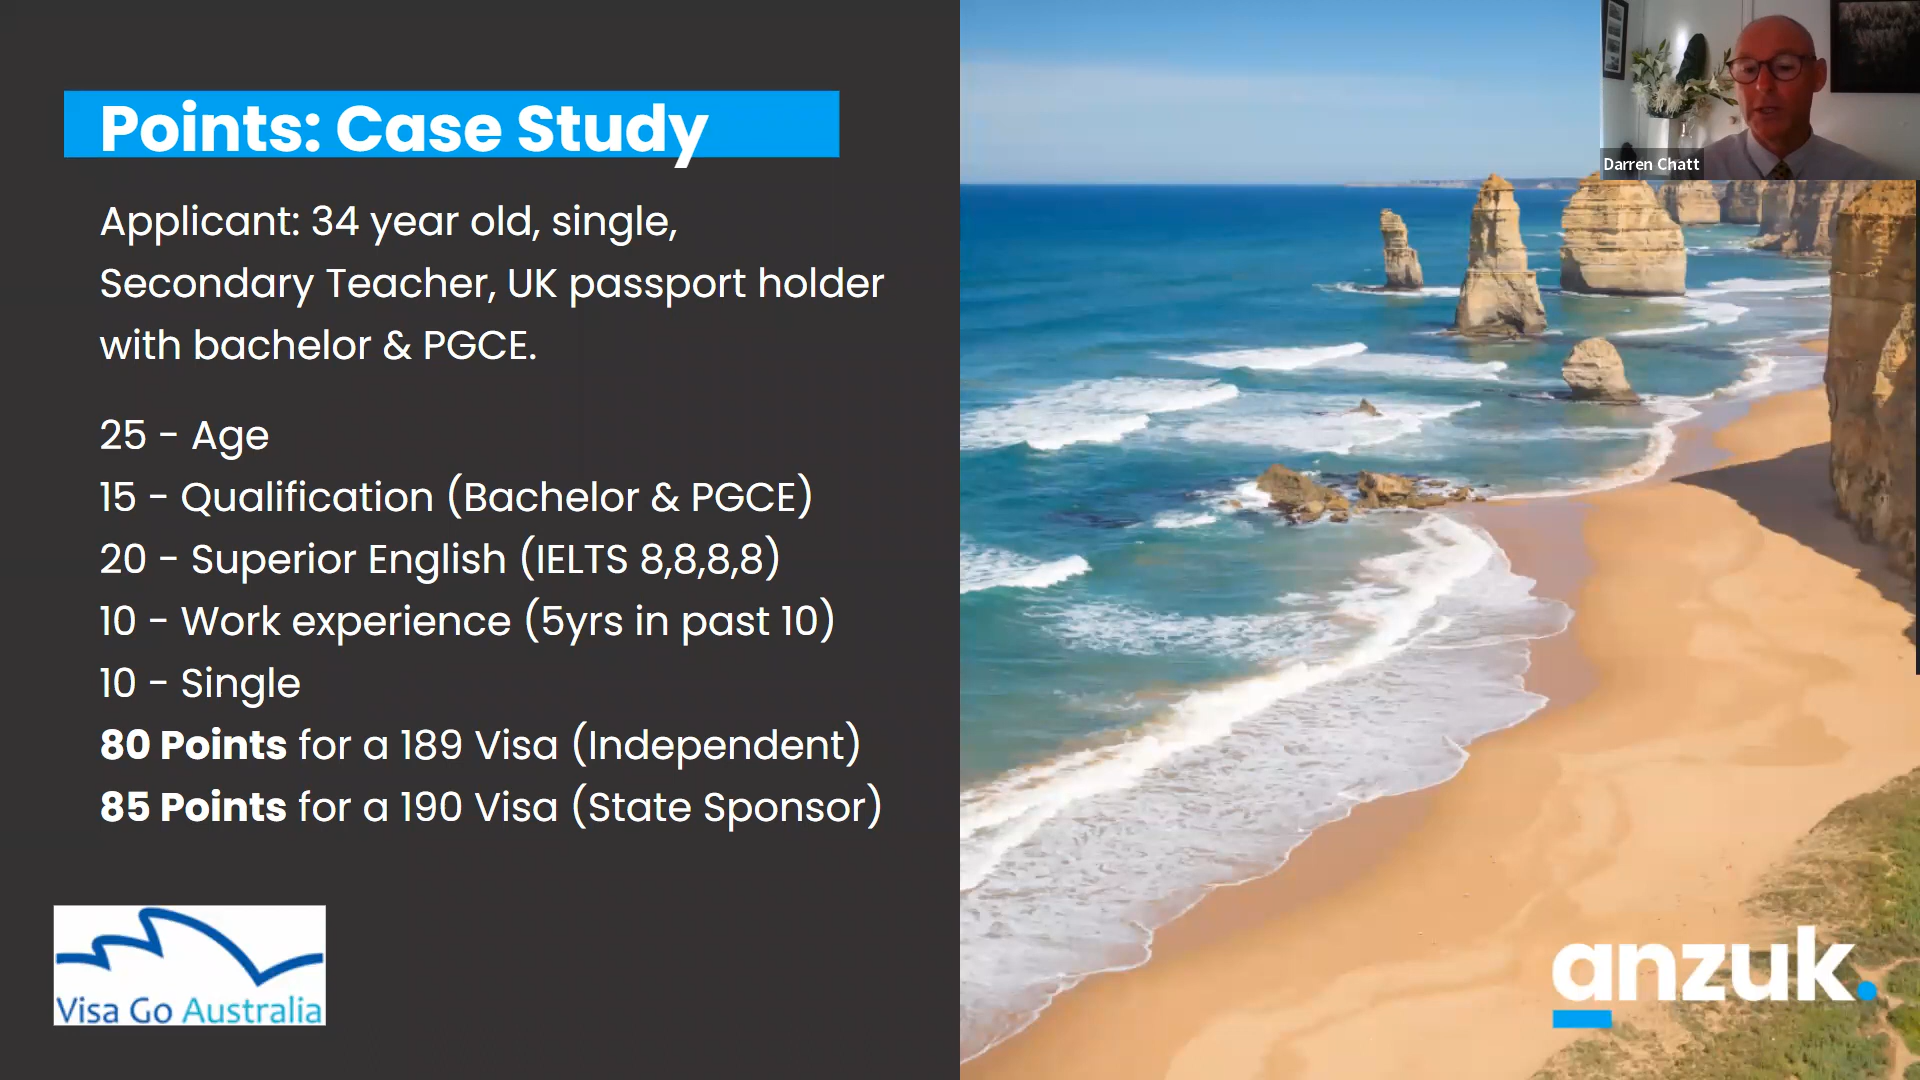 Points: Case Study
Applicant: 34 year old, single,
Secondary Teacher, UK passport holder
with bachelor & PGCE.
25 - Age
15 - Qualification (Bachelor & PGCE)
20 - Superior English (IELTS 8,8,8,8)
10 - Work experience (5yrs in past 10)
10 - Single
80 Points for a 189 Visa (Independent)
85 Points for a 190 Visa (State Sponsor)
Visa Go Australia
Darren Chatt
anzuk.